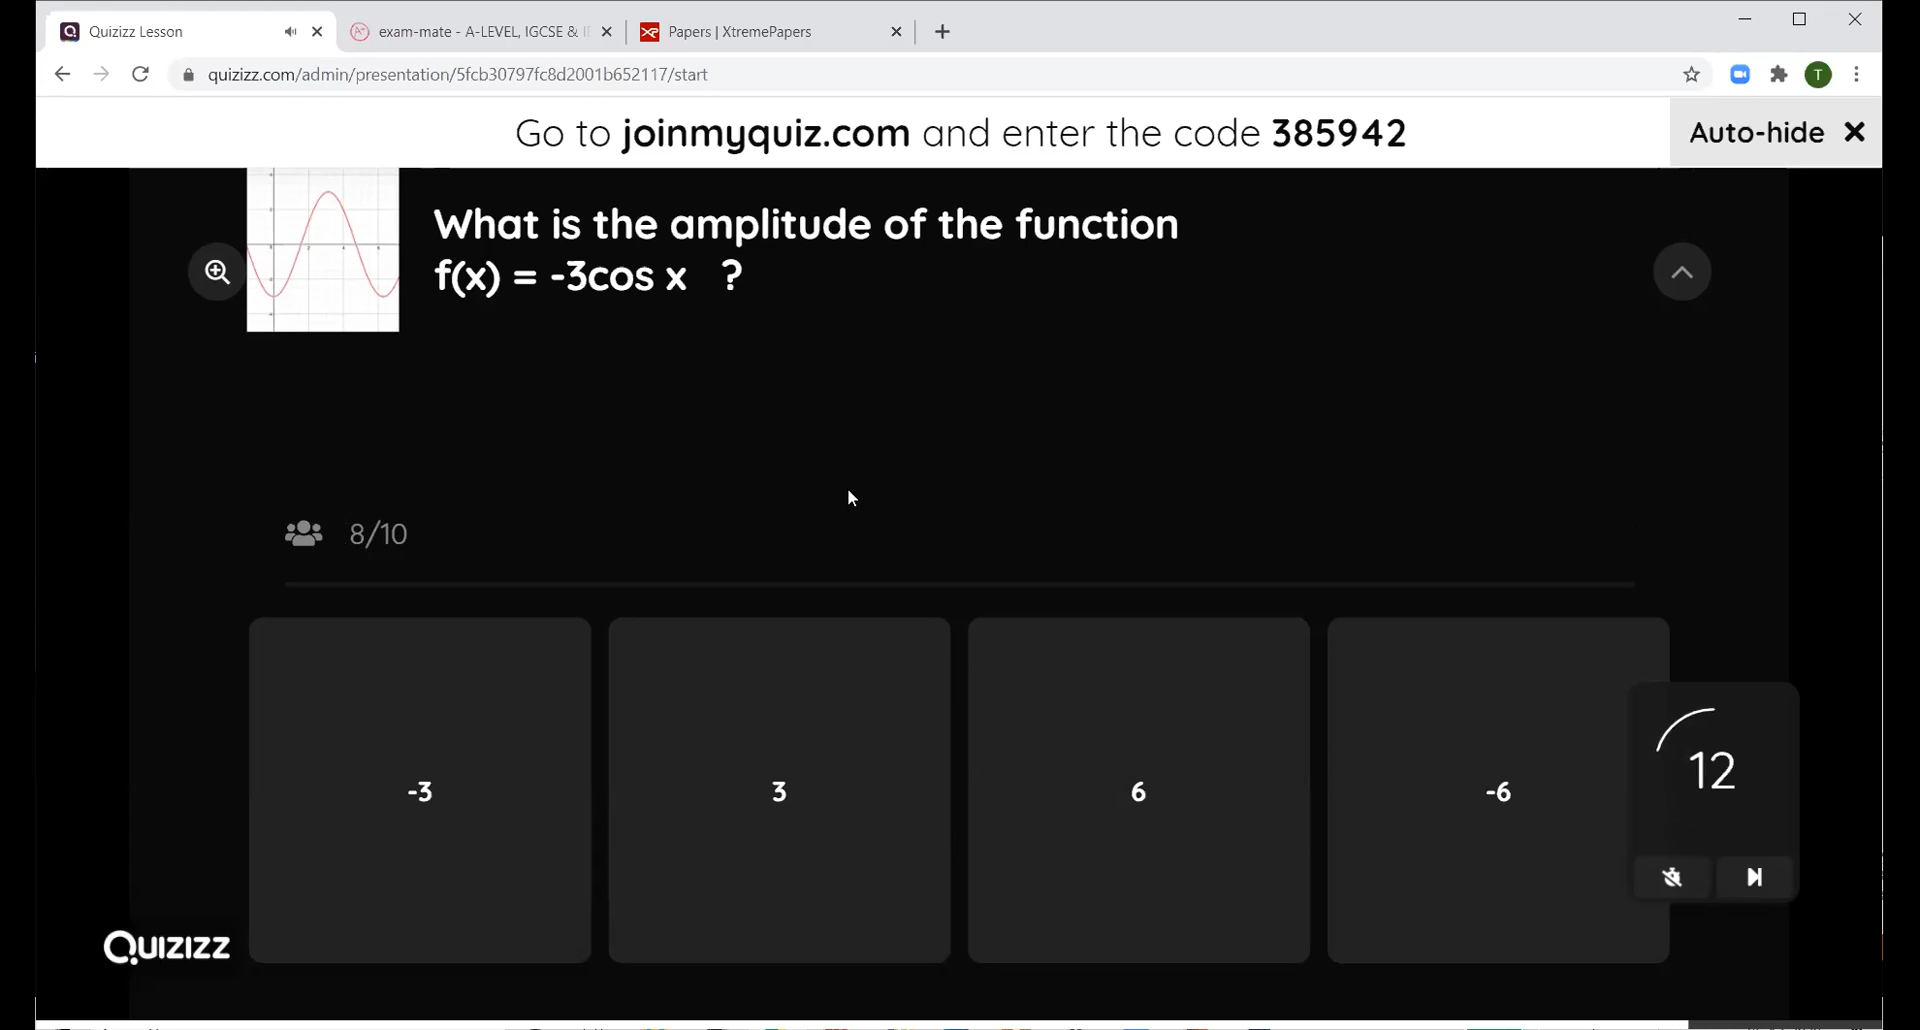 Quizizz Lesson
exam-mate - A-LEVEL, IGCSE &
Papers | XtremePapers
quizizz.com/admin/presentation/5fcb30797fc8d2001b652117/start
T
Go to joinmyquiz.com and enter the code 385942
Auto-hide
What is the amplitude of the function
f(x) = -3cos x ?
8/10
-3
3
6
-6
12
Quizizz